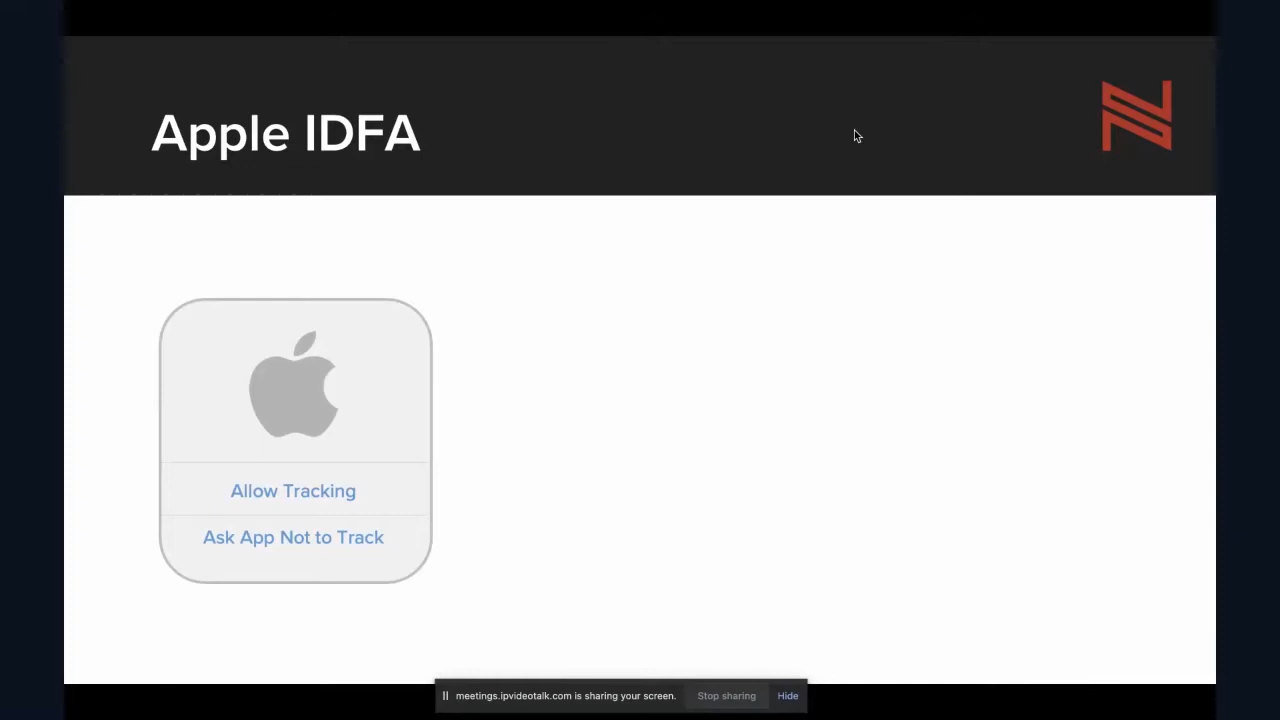 Apple IDFA
Allow Tracking
Ask App Not to Track
meetings.ipvideotalk.com is sharing your screen. Stop sharing Hide